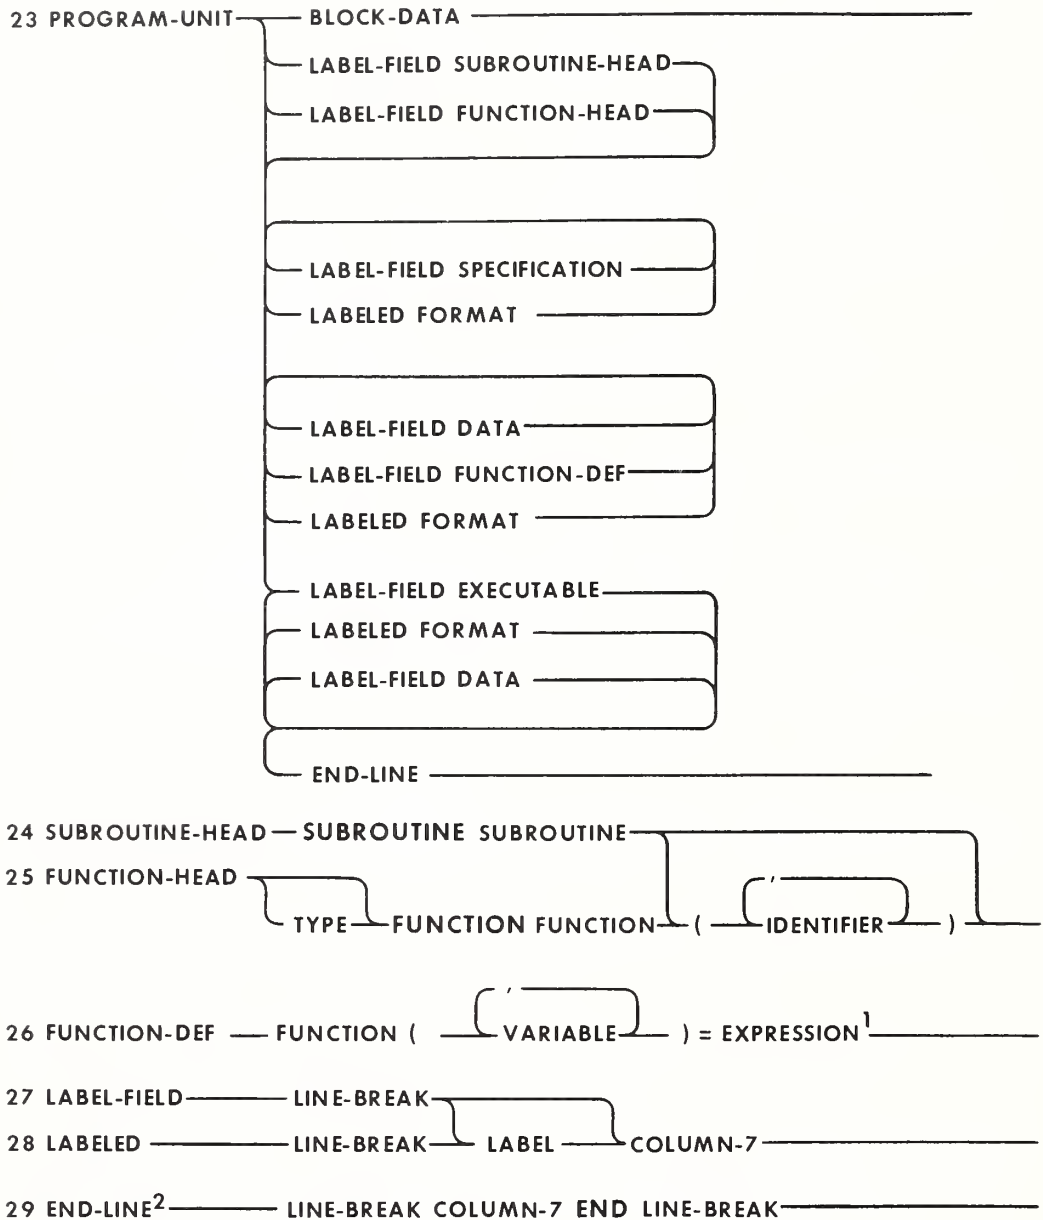 23 PROGRAM-UNIT BLOCK-DATA
LABEL-FIELD SUBROUTINE-HEAD
LABEL-FIELD FUNCTION-HEAD
LABEL-FIELD SPECIFICATION
LABELED FORMAT
LABEL-FIELD DATA
LABEL-FIELD FUNCTION-DEF
LABELED FORMAT
LABEL-FIELD EXECUTABLE
LABELED FORMAT
LABEL-FIELD DATA
END-LINE
24 SUBROUTINE-HEAD SUBROUTINE SUBROUTINE
25 FUNCTION-HEAD ,
TYPE FUNCTION FUNCTION ( IDENTIFIER )
,
26 FUNCTION-DEF FUNCTION ( VARIABLE ) = EXPRESSION1
27 LABEL-FIELD LINE-BREAK
28 LABELED LINE-BREAK LABEL COLUMN-7
29 END-LINE2 LINE-BREAK COLUMN-7 END LINE-BREAK